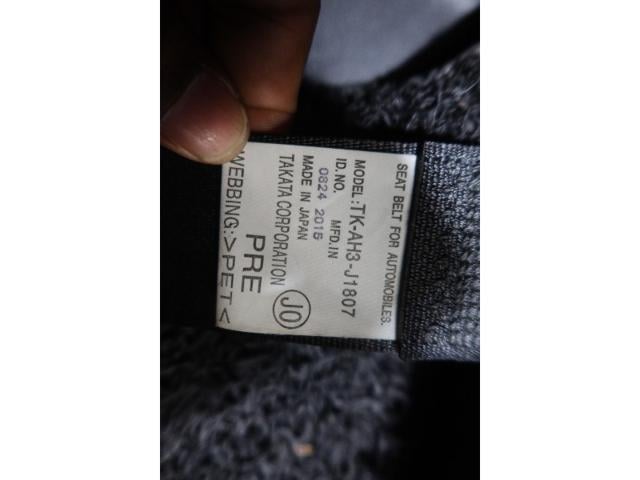 SEAT BELT FOR AUTOMOBILES.
MODEL:TK-AH3-J1807
ID.NO. MFD.IN
0824 2015
MADE IN JAPAN
TAKATA CORPORATION
PRE JO
WEBBING:>PET<